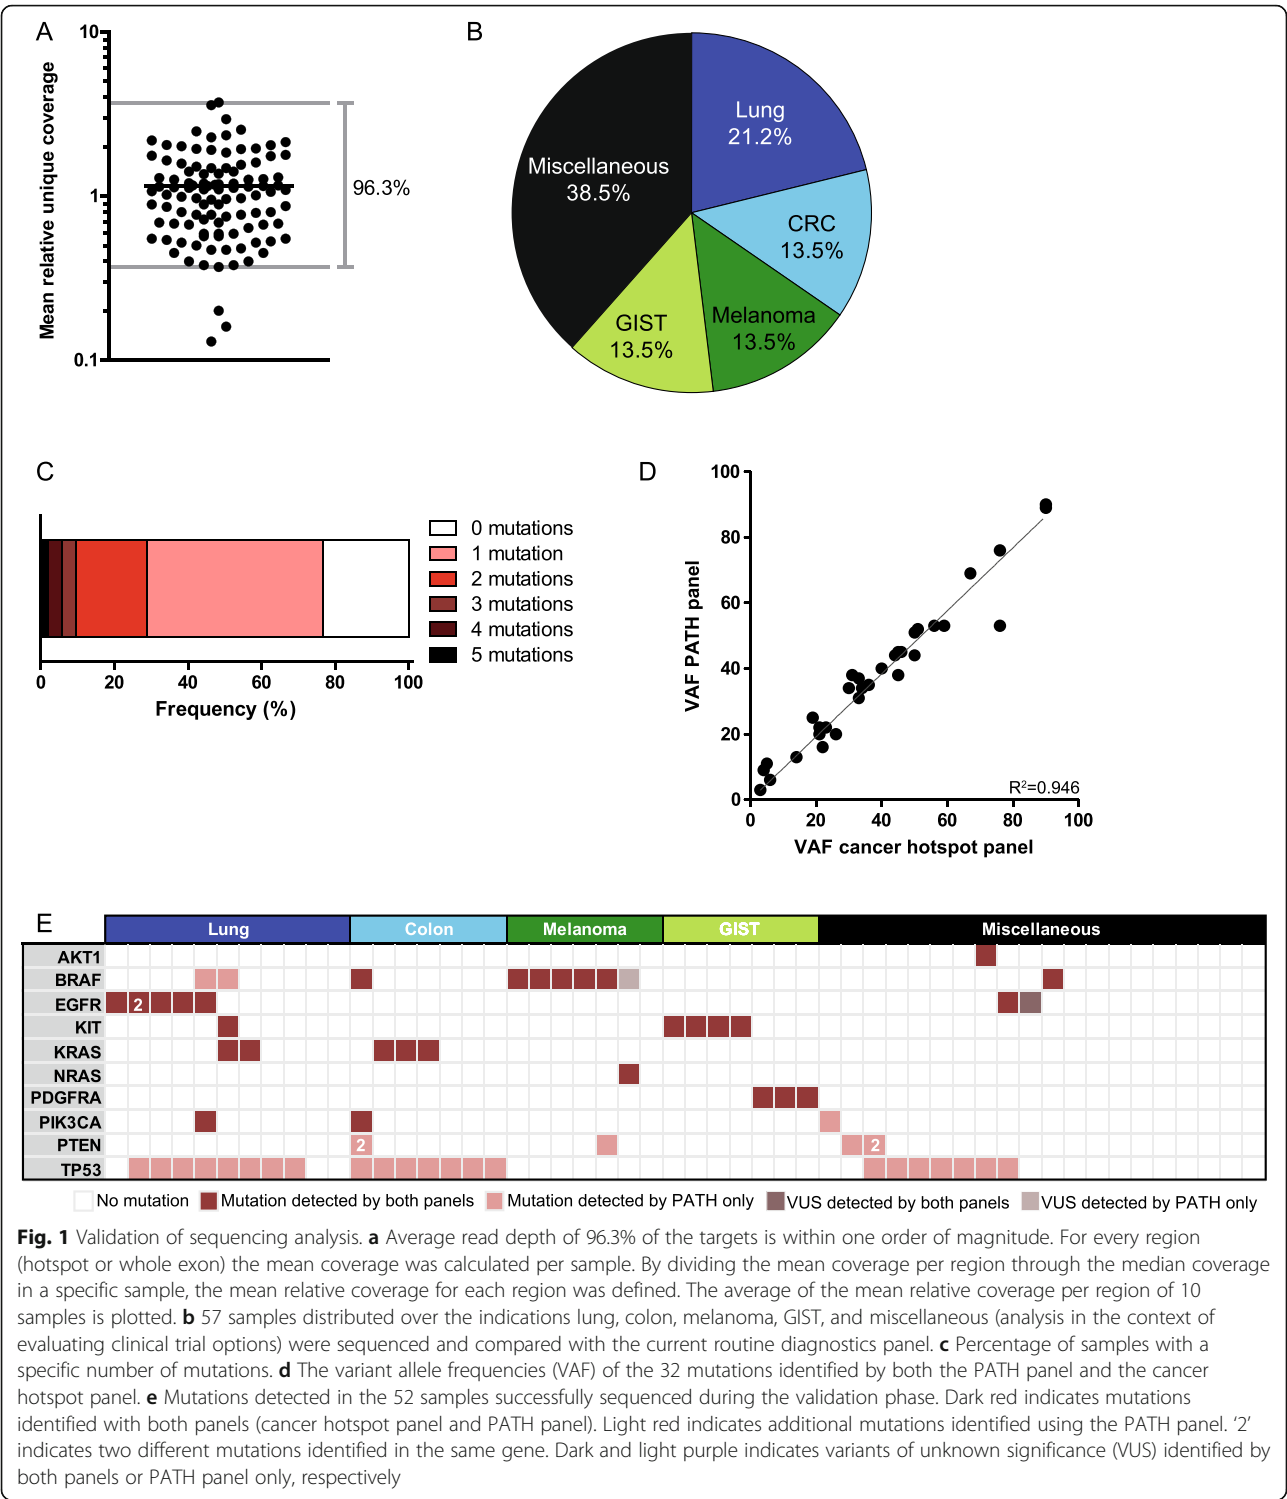 A
10
1
0.1
Mean relative unique coverage
96.3%
B
Lung
21.2%
CRC
13.5%
Melanoma
13.5%
GIST
13.5%
Miscellaneous
38.5%
C
0 mutations
1 mutation
2 mutations
3 mutations
4 mutations
5 mutations
0 20 40 60 80 100
Frequency (%)
D
100
80
60
40
20
0
VAF PATH panel
R²=0.946
0 20 40 60 80 100
VAF cancer hotspot panel
E
Lung Colon Melanoma GIST Miscellaneous
AKT1
BRAF
EGFR 2
KIT
KRAS
NRAS
PDGFRA
PIK3CA
PTEN 2 2
TP53
No mutation Mutation detected by both panels Mutation detected by PATH only VUS detected by both panels VUS detected by PATH only
Fig. 1 Validation of sequencing analysis. a Average read depth of 96.3% of the targets is within one order of magnitude. For every region
(hotspot or whole exon) the mean coverage was calculated per sample. By dividing the mean coverage per region through the median coverage
in a specific sample, the mean relative coverage for each region was defined. The average of the mean relative coverage per region of 10
samples is plotted. b 57 samples distributed over the indications lung, colon, melanoma, GIST, and miscellaneous (analysis in the context of
evaluating clinical trial options) were sequenced and compared with the current routine diagnostics panel. c Percentage of samples with a
specific number of mutations. d The variant allele frequencies (VAF) of the 32 mutations identified by both the PATH panel and the cancer
hotspot panel. e Mutations detected in the 52 samples successfully sequenced during the validation phase. Dark red indicates mutations
identified with both panels (cancer hotspot panel and PATH panel). Light red indicates additional mutations identified using the PATH panel. ‘2’
indicates two different mutations identified in the same gene. Dark and light purple indicates variants of unknown significance (VUS) identified by
both panels or PATH panel only, respectively